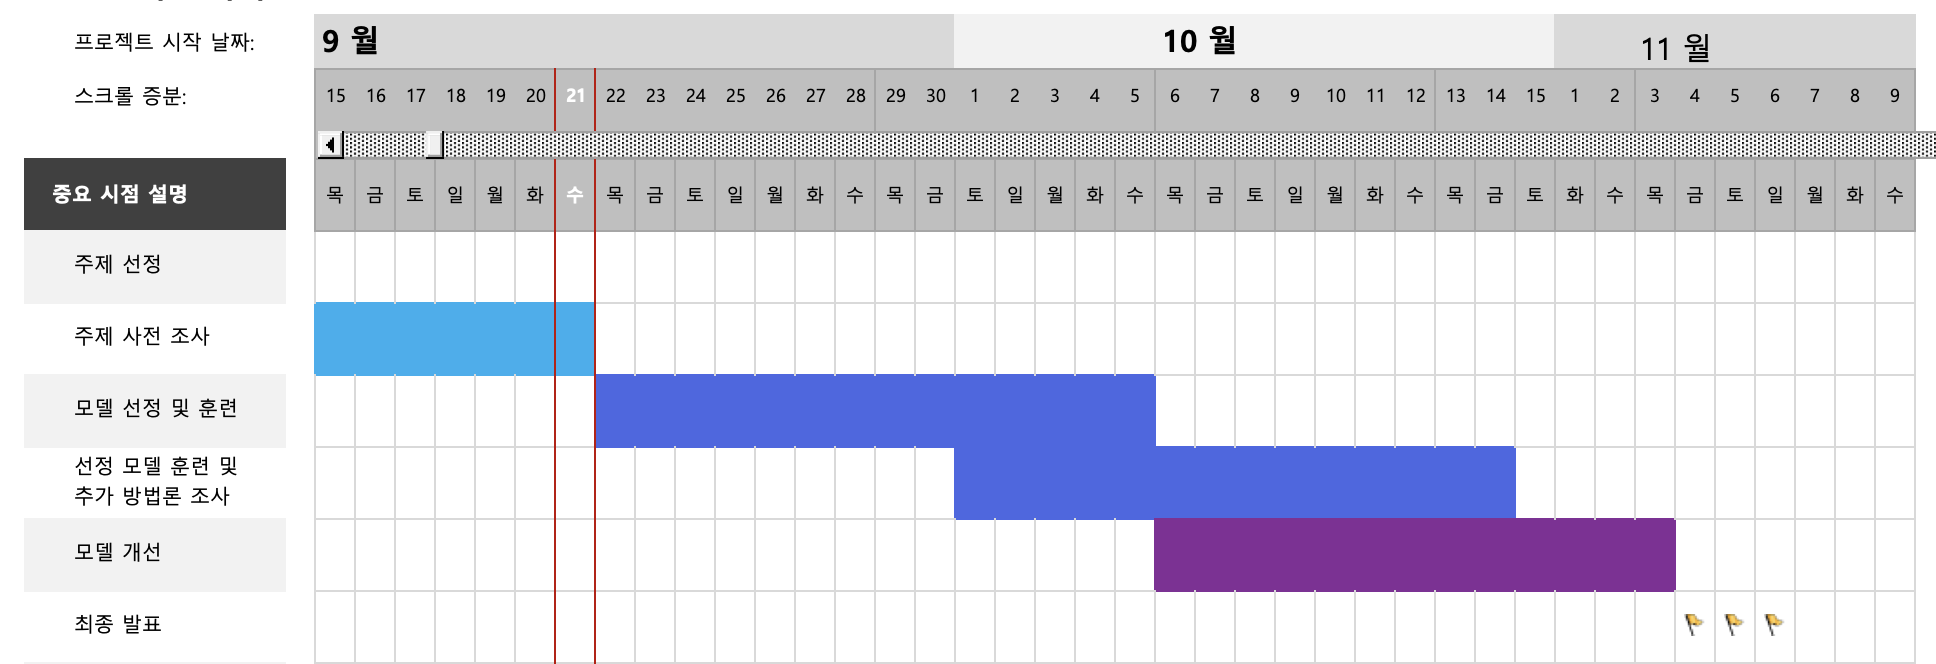 프로젝트 시작 날짜:
9 월 10 월 11 월
스크롤 증분:
15 16 17 18 19 20 21 22 23 24 25 26 27 28 29 30 1 2 3 4 5 6 7 8 9 10 11 12 13 14 15 1 2 3 4 5 6 7 8 9
중요 시점 설명
목 금 토 일 월 화 수 목 금 토 일 월 화 수 목 금 토 일 월 화 수 목 금 토 일 월 화 수 목 금 토 화 수 목 금 토 일 월 화 수
주제 선정
주제 사전 조사
모델 선정 및 훈련
선정 모델 훈련 및
추가 방법론 조사
모델 개선
최종 발표